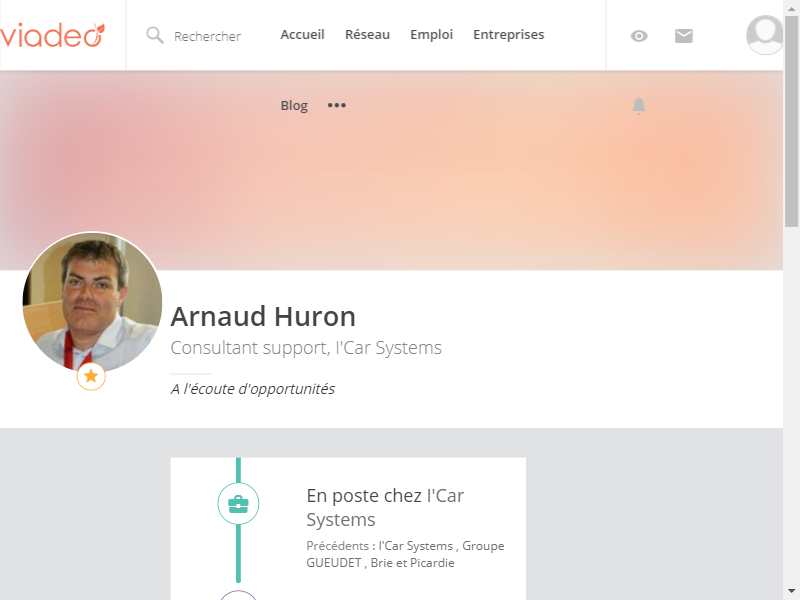 viadeo
Rechercher
Accueil Réseau Emploi Entreprises
Blog •••
Arnaud Huron
Consultant support, I'Car Systems
A l'écoute d'opportunités
En poste chez I'Car
Systems
Précédents : I'Car Systems , Groupe
GUEUDET , Brie et Picardie